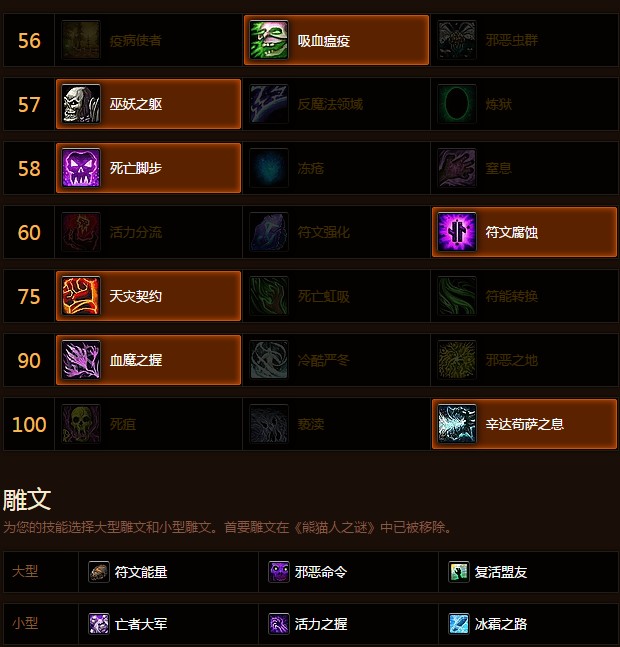 56 疫病使者 吸血瘟疫 邪恶虫群
57 巫妖之躯 反魔法领域 炼狱
58 死亡脚步 冻疮 窒息
60 活力分流 符文强化 符文腐蚀
75 天灾契约 死亡虹吸 符能转换
90 血魔之握 冷酷严冬 邪恶之地
100 死疽 亵渎 辛达苟萨之息
雕文
为您的技能选择大型雕文和小型雕文。首要雕文在《熊猫人之谜》中已被移除。
大型 符文能量 邪恶命令 复活盟友
小型 亡者大军 活力之握 冰霜之路